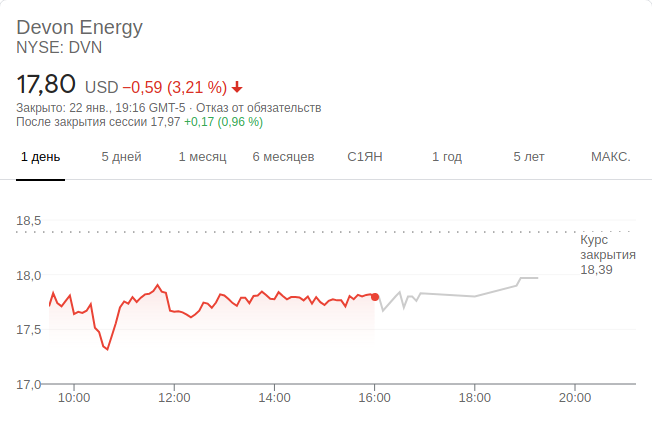 Devon Energy
NYSE: DVN
17,80 USD −0,59 (3,21 %)
Закрыто: 22 янв., 19:16 GMT-5 · Отказ от обязательств
После закрытия сессии 17,97 +0,17 (0,96 %)
1 день 5 дней 1 месяц 6 месяцев С1ЯН 1 год 5 лет МАКС.
18,5
Курс
закрытия
18,39
18,0
17,5
17,0
10:00 12:00 14:00 16:00 18:00 20:00